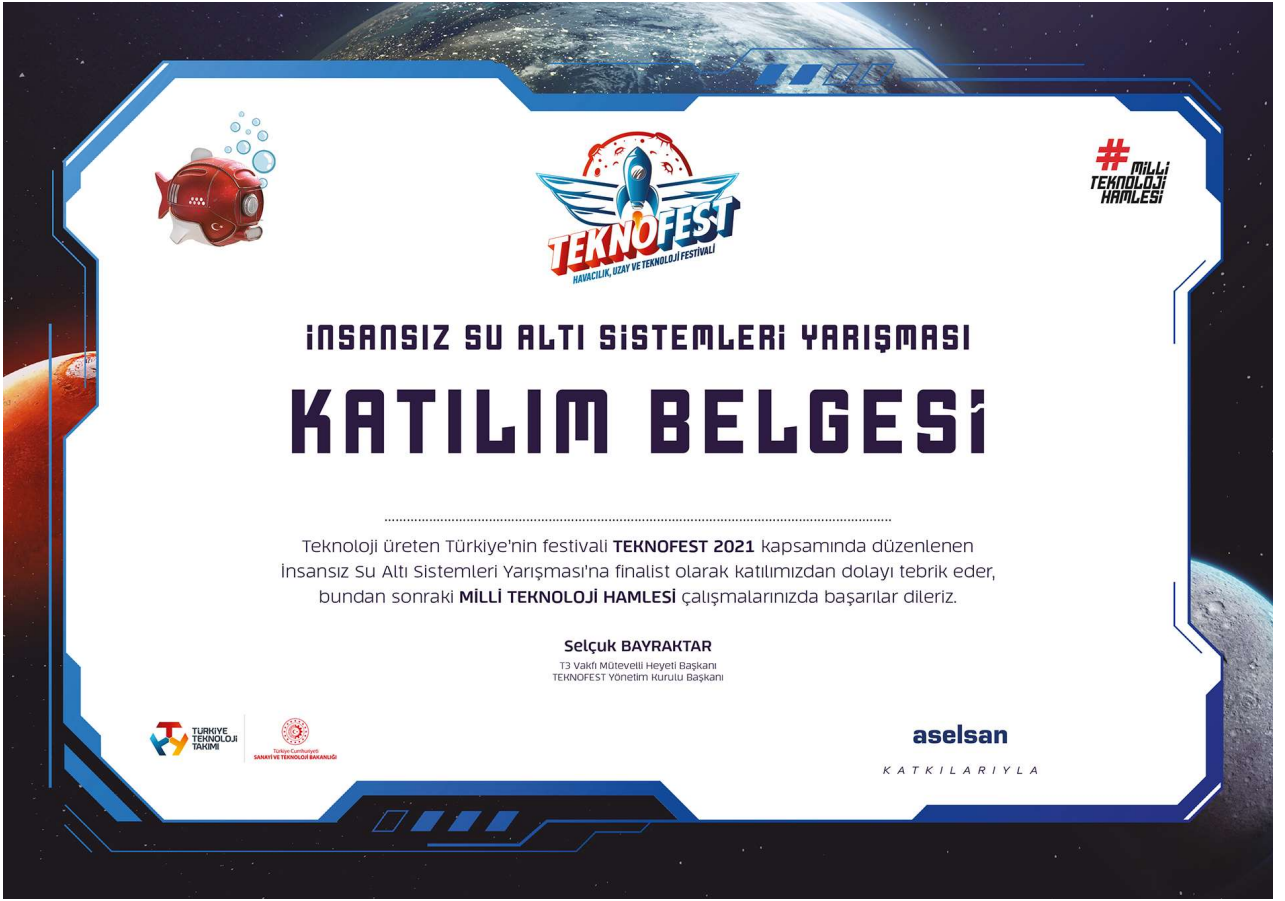 TEKNOFEST
HAVACILIK, UZAY VE TEKNOLOJİ FESTİVALİ
# MİLLİ
TEKNOLOJİ
HAMLESİ
İNSANSIZ SU ALTI SİSTEMLERİ YARIŞMASI
KATILIM BELGESİ
Teknoloji üreten Türkiye'nin festivali TEKNOFEST 2021 kapsamında düzenlenen
İnsansız Su Altı Sistemleri Yarışması'na finalist olarak katılımızdan dolayı tebrik eder,
bundan sonraki MİLLİ TEKNOLOJİ HAMLESİ çalışmalarınızda başarılar dileriz.
Selçuk BAYRAKTAR
T3 Vakfı Mütevelli Heyeti Başkanı
TEKNOFEST Yönetim Kurulu Başkanı
TÜRKİYE
TEKNOLOJİ
TAKIMI
Türkiye Cumhuriyeti
SANAYİ VE TEKNOLOJİ BAKANLIĞI
aselsan
KATKILARIYLA